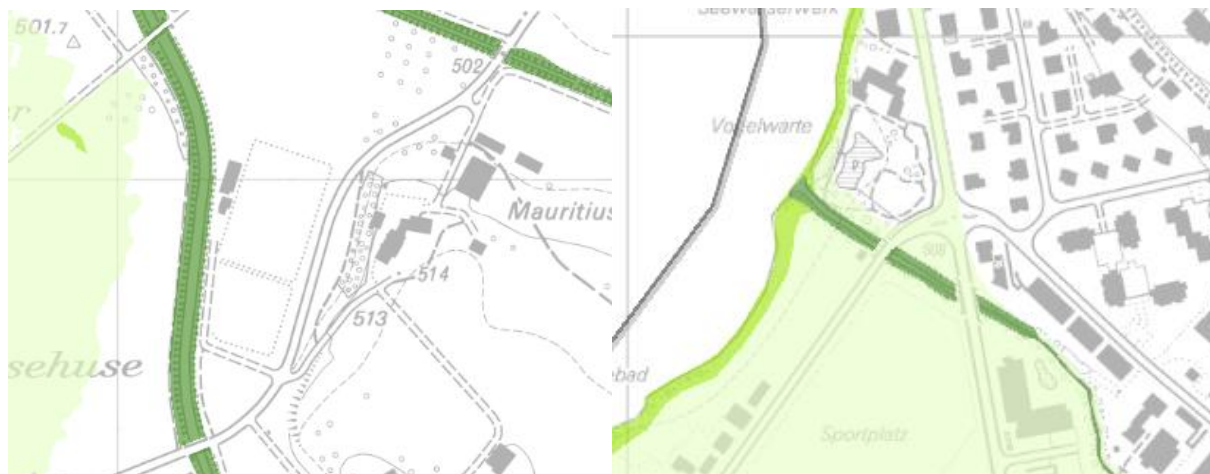 501.7
502
Mauritius
514
513
sehuse
Seewasserwerk
Vogelwarte
508
bad
Sportplatz